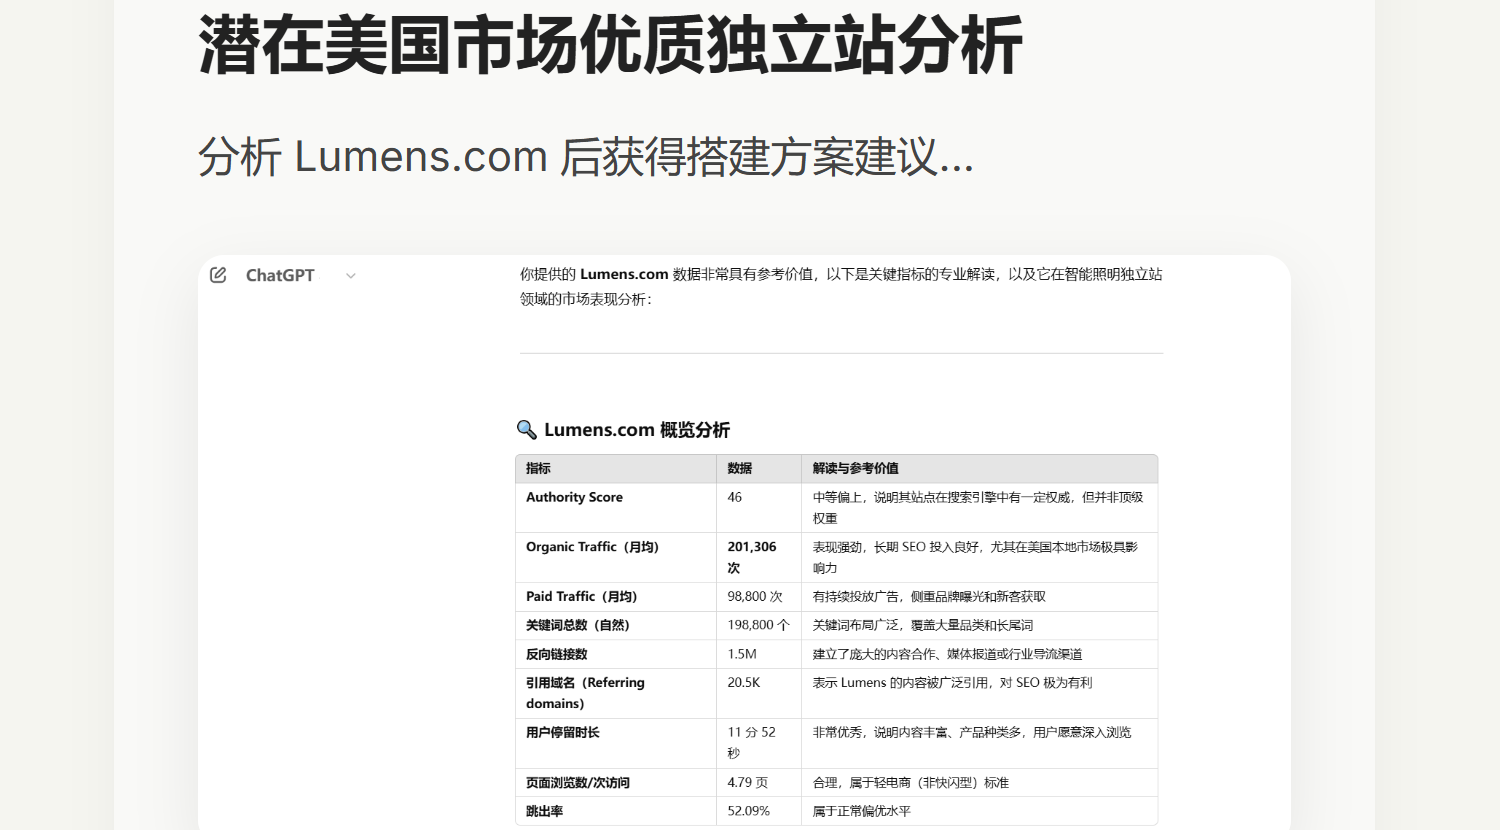 潜在美国市场优质独立站分析
分析 Lumens.com 后获得搭建方案建议...
ChatGPT
你提供的 Lumens.com 数据非常具有参考价值，以下是关键指标的专业解读，以及它在智能照明独立站
领域的市场表现分析：
🔍 Lumens.com 概览分析
指标 数据 解读与参考价值
Authority Score 46 中等偏上，说明其站点在搜索引擎中有一定权威，但并非顶级
权重
Organic Traffic（月均） 201,306 表现强劲，长期 SEO 投入良好，尤其在美国本地市场极具影
次 响力
Paid Traffic（月均） 98,800 次 有持续投放广告，侧重品牌曝光和新客获取
关键词总数（自然） 198,800 个 关键词布局广泛，覆盖大量品类和长尾词
反向链接数 1.5M 建立了庞大的内容合作、媒体报道或行业导流渠道
引用域名（Referring 20.5K 表示 Lumens 的内容被广泛引用，对 SEO 极为有利
domains）
用户停留时长 11 分 52 非常优秀，说明内容丰富、产品种类多，用户愿意深入浏览
秒
页面浏览数/次访问 4.79 页 合理，属于轻电商（非快闪型）标准
跳出率 52.09% 属于正常偏优水平